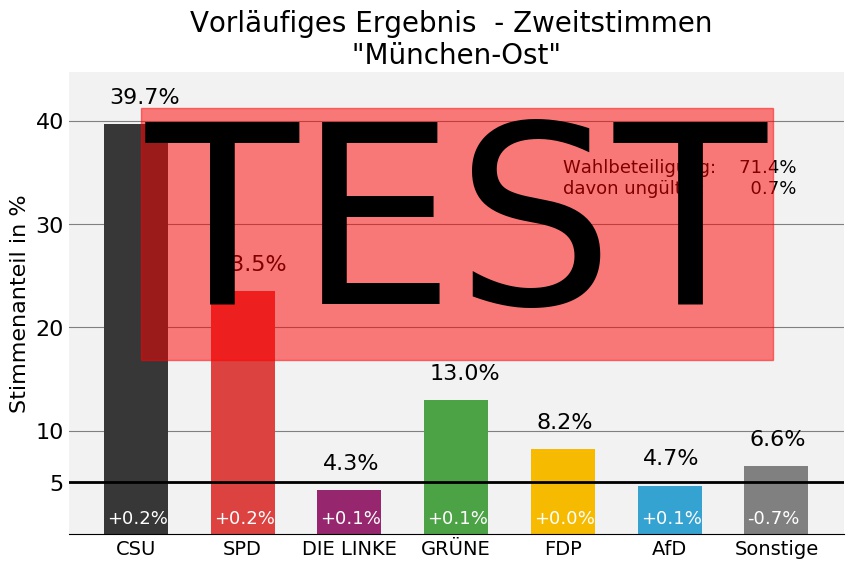 Vorläufiges Ergebnis - Zweitstimmen
"München-Ost"
Stimmenanteil in %
40
30
20
10
5
39.7%
3.5%
4.3%
13.0%
8.2%
4.7%
6.6%
TEST
Wahlbeteiligung: 71.4%
davon 0.7%
+0.2%
+0.2%
+0.1%
+0.1%
+0.0%
+0.1%
-0.7%
CSU
SPD
DIE LINKE
GRÜNE
FDP
AfD
Sonstige